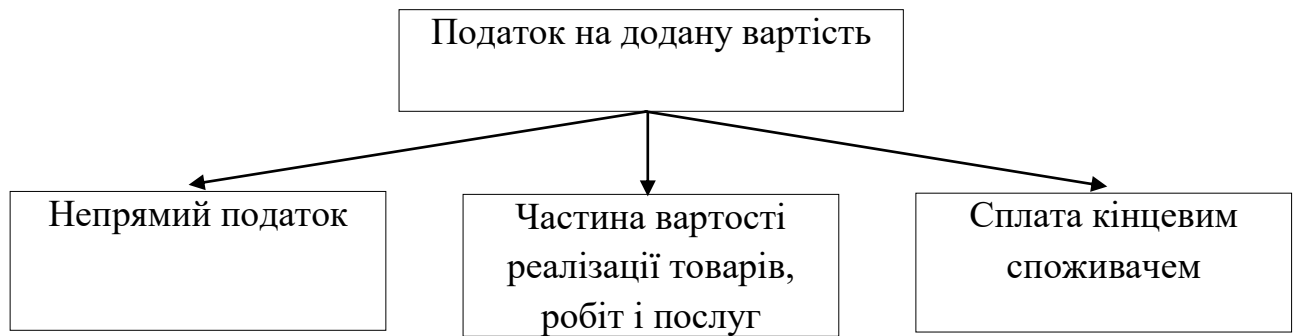 Податок на додану вартість
Непрямий податок
Частина вартості
реалізації товарів,
робіт і послуг
Сплата кінцевим
споживачем